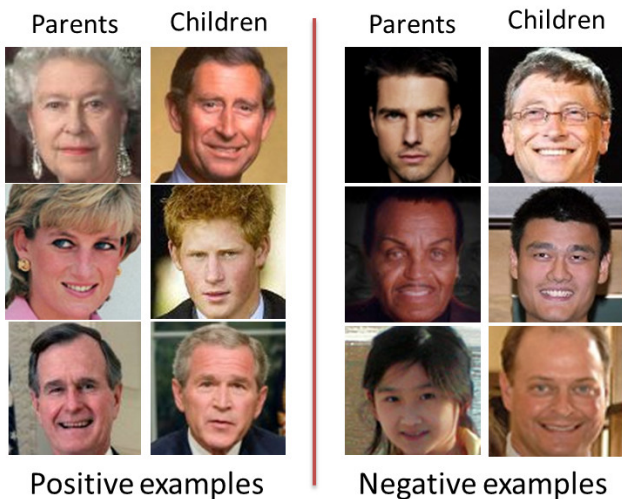 Parents Children
Parents Children
Positive examples
Negative examples